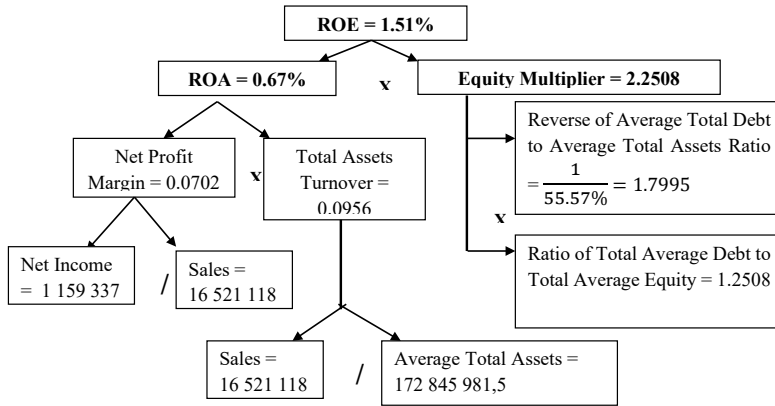 ROE = 1.51%
ROA = 0.67%
x
Equity Multiplier = 2.2508
Net Profit
Margin = 0.0702
x
Total Assets
Turnover =
0.0956
Reverse of Average Total Debt
to Average Total Assets Ratio
= 1 / 55.57% = 1.7995
x
Net Income
= 1 159 337
/
Sales =
16 521 118
Ratio of Total Average Debt to
Total Average Equity = 1.2508
Sales =
16 521 118
/
Average Total Assets =
172 845 981,5